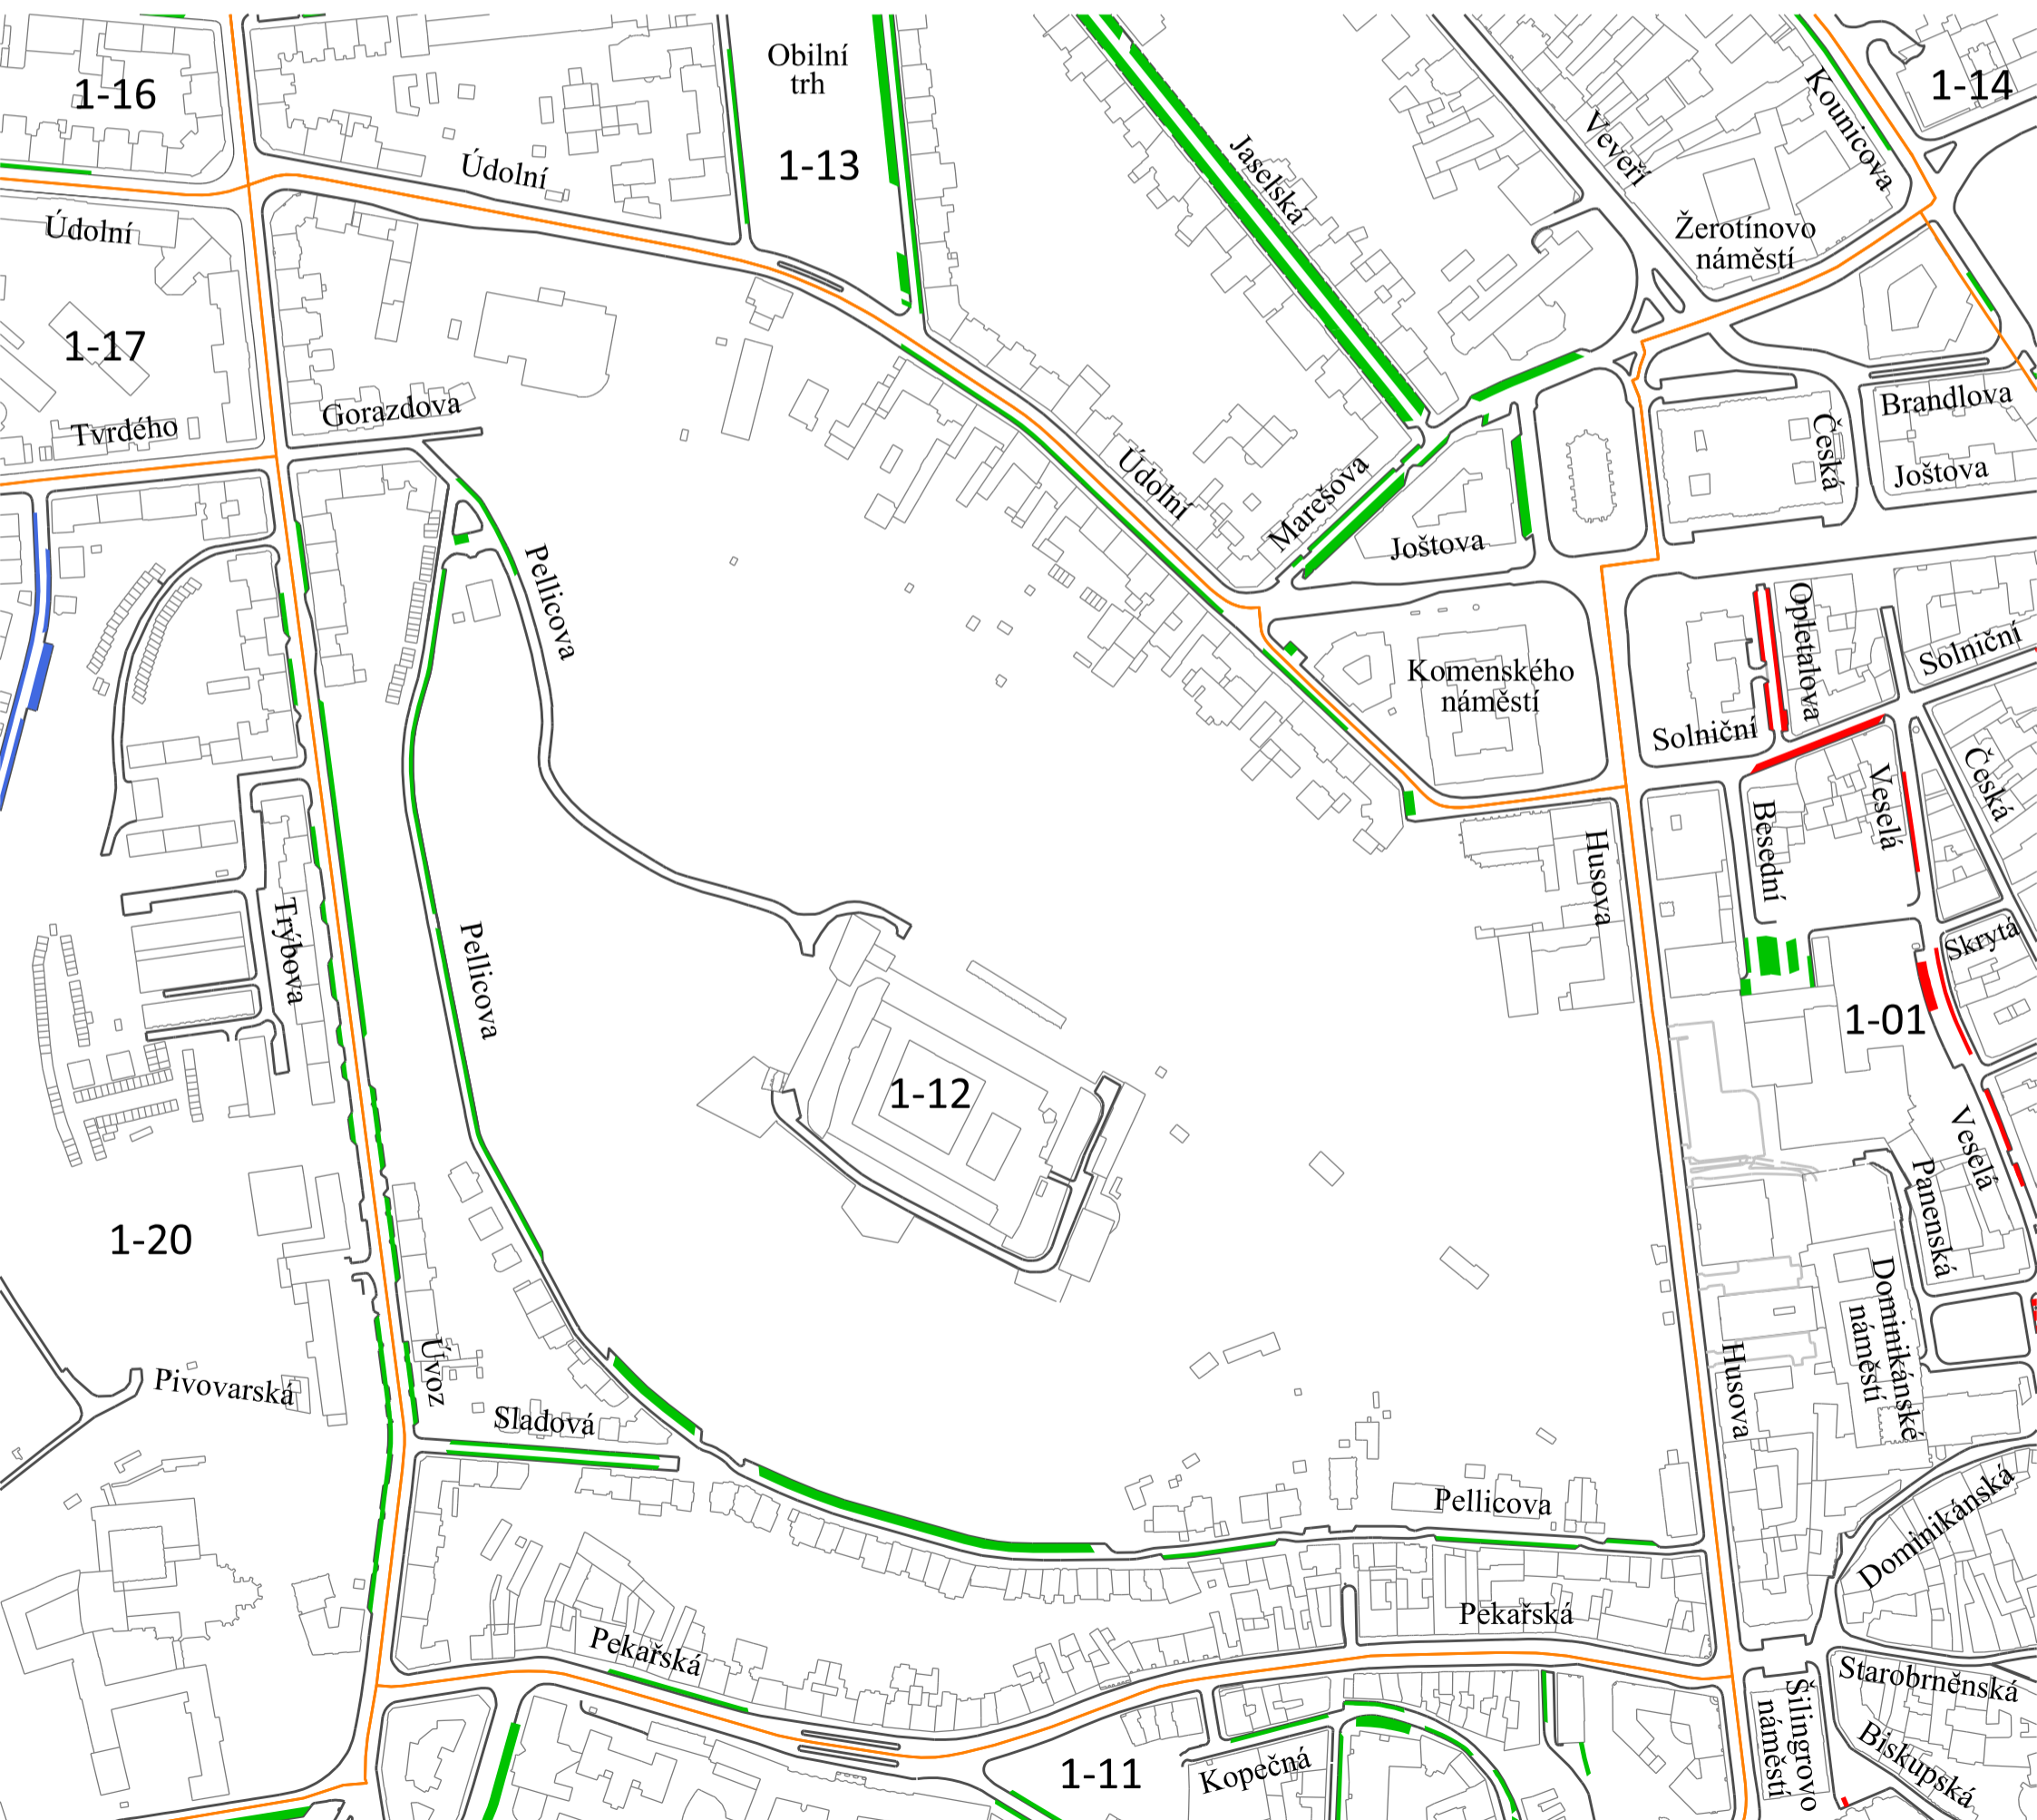 Obilní
trh
1-16
1-14
Kounicova
Veveří
Jaselská
1-13
Údolní
Údolní
Žerotínovo
náměstí
1-17
Gorazdova
Tvrdého
Brandlova
Česká
Joštova
Údolní
Marešova
Joštova
Pellicova
Opletalova
Solniční
Komenského
náměstí
Solniční
Česká
Veselá
Besední
Husova
Trýbova
Pellicova
Skrytá
1-01
1-12
Veselá
Panenská
1-20
Dominikánské
náměstí
Úvoz
Pivovarská
Husova
Sladová
Pellicova
Dominikánská
Pekařská
Pekařská
Starobrněnská
Šilingrovo
náměstí
Biskupská
1-11
Kopečná